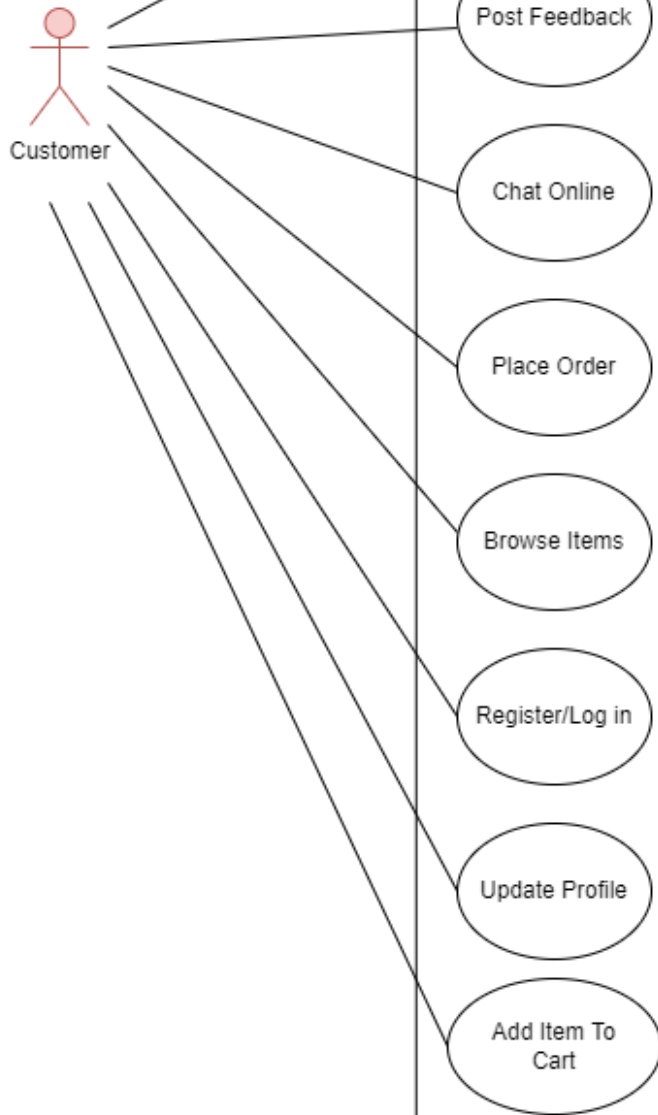 Post Feedback
Customer
Chat Online
Place Order
Browse Items
Register/Log in
Update Profile
Add Item To
Cart